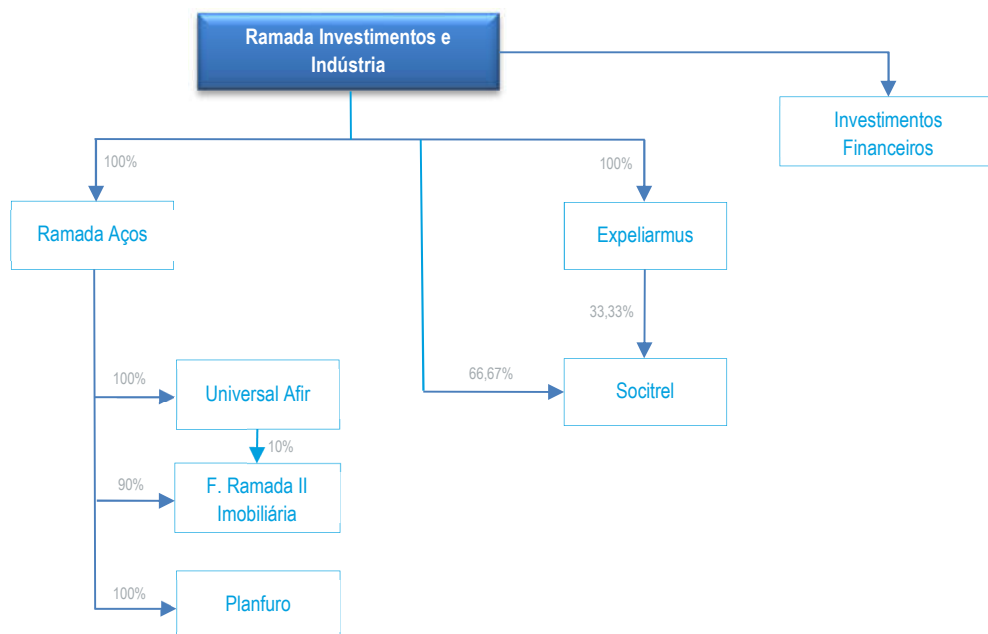 Ramada Investimentos e
Indústria
Investimentos
Financeiros
100%
100%
Ramada Aços
Expeliarmus
33,33%
100%
Universal Afir
66,67%
Socitrel
10%
90%
F. Ramada II
Imobiliária
100%
Planfuro